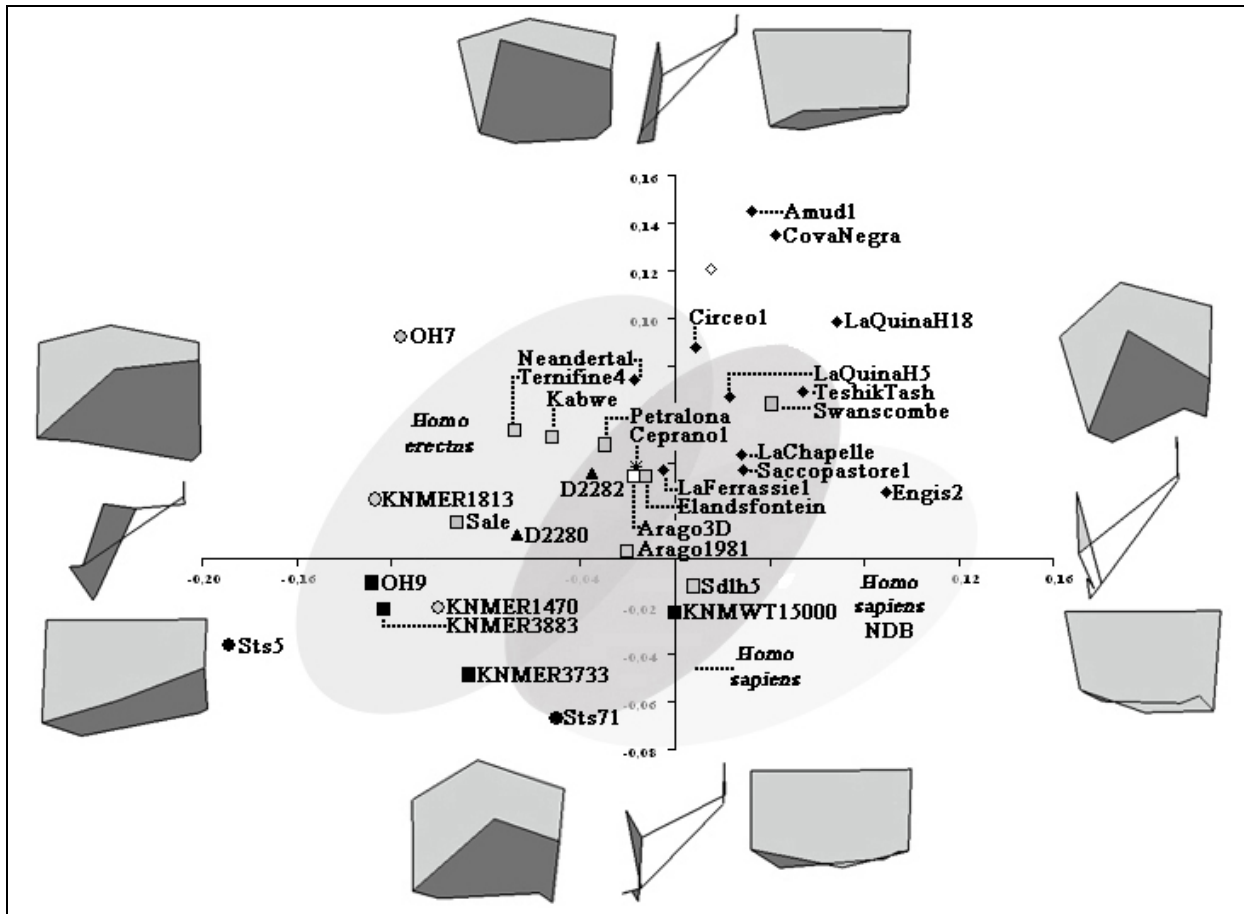 0,16
Amud1
0,14
CovaNegra
0,12
Circeo1
0,10
LaQuinaH18
OH7
Neandertal
Ternifine4
Kabwe
LaQuinaH5
TeshikTash
Swanscombe
Homo
erectus
Petralona
Cepranol
LaChapelle
Saccopastore1
D2282
LaFerrassie1
Engis2
Elandsfontein
KNMER1813
Sale
D2280
Arago3D
Arago1981
-0,20
-0,16
-0,04
0,12
0,16
OH9
Sdlh5
Homo
sapiens
NDB
KNMER1470
-0,02
KNMWT15000
KNMER3883
Sts5
-0,04
Homo
sapiens
KNMER3733
-0,06
Sts71
-0,08